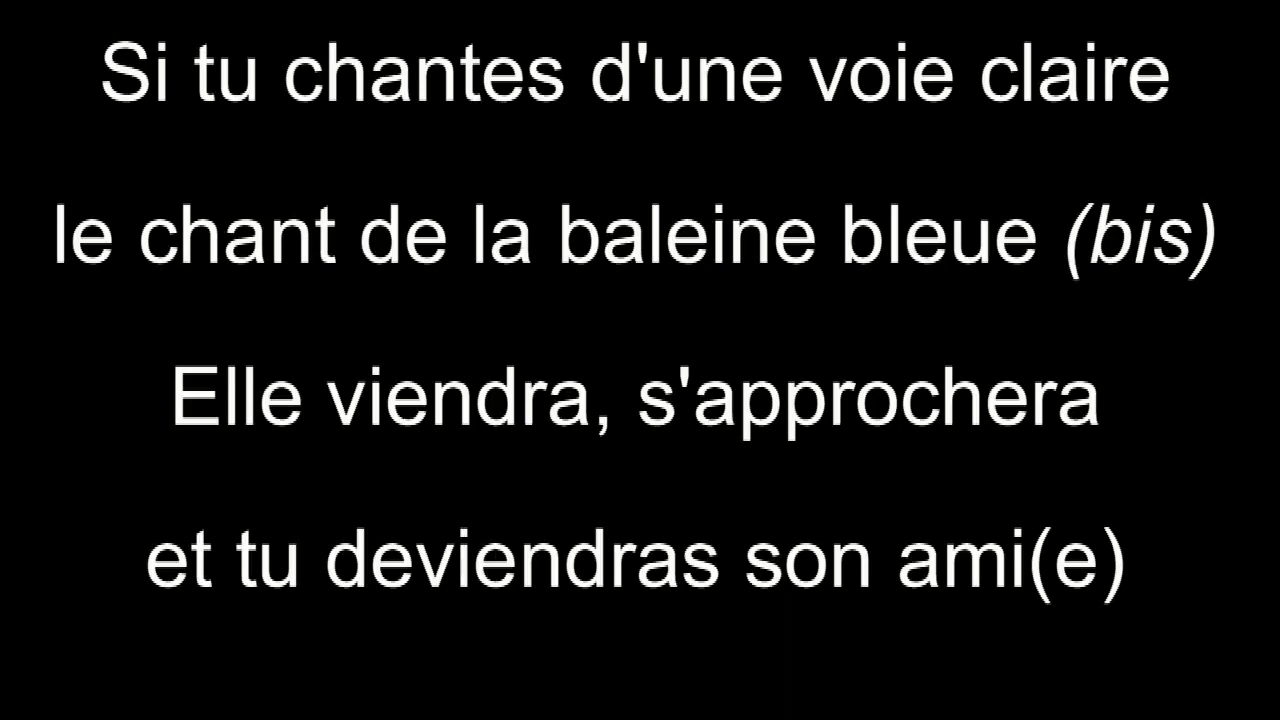 Si tu chantes d'une voie claire
le chant de la baleine bleue (bis)
Elle viendra, s'approchera
et tu deviendras son ami(e)